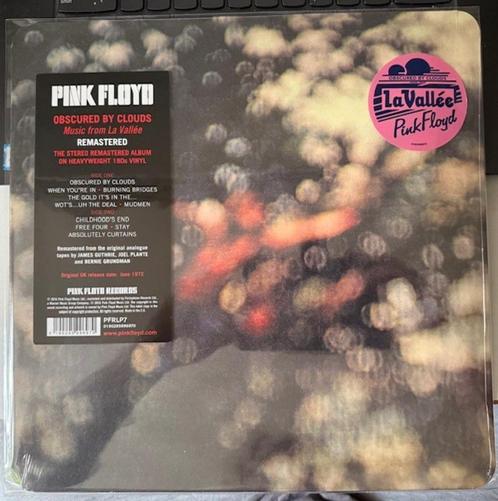 PINK FLOYD
OBSCURED BY CLOUDS
Music from La Vallée
REMASTERED
THE STEREO REMASTERED ALBUM
ON HEAVYWEIGHT 180g VINYL
SIDE ONE
OBSCURED BY CLOUDS
WHEN YOU'RE IN - BURNING BRIDGES
THE GOLD IT'S IN THE...
WOT'S...UH THE DEAL - MUDMEN
SIDE TWO
CHILDHOOD'S END
FREE FOUR - STAY
ABSOLUTELY CURTAINS
Remastered from the original analogue
tapes by JAMES GUTHRIE, JOEL PLANTE
and BERNIE GRUNDMAN
Original UK release date: June 1972
PINK FLOYD RECORDS
PFRLP7
www.pinkfloyd.com
OBSCURED BY CLOUDS
La Vallée
Pink Floyd